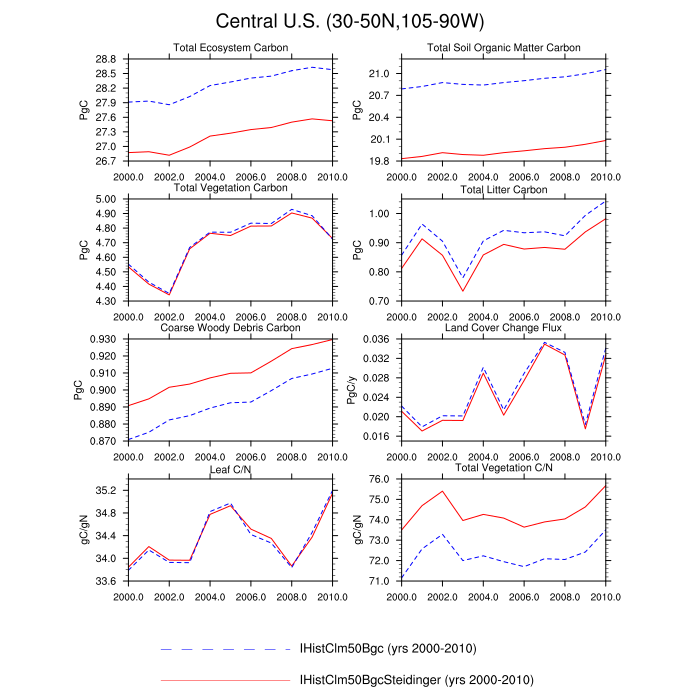 Central U.S. (30-50N,105-90W)
Total Ecosystem Carbon
Total Soil Organic Matter Carbon
PgC
28.8
28.5
28.2
27.9
27.6
27.3
27.0
26.7
2000.0 2002.0 2004.0 2006.0 2008.0 2010.0
PgC
21.0
20.7
20.4
20.1
19.8
2000.0 2002.0 2004.0 2006.0 2008.0 2010.0
Total Vegetation Carbon
Total Litter Carbon
PgC
5.00
4.90
4.80
4.70
4.60
4.50
4.40
4.30
2000.0 2002.0 2004.0 2006.0 2008.0 2010.0
PgC
1.00
0.90
0.80
0.70
2000.0 2002.0 2004.0 2006.0 2008.0 2010.0
Coarse Woody Debris Carbon
Land Cover Change Flux
PgC
0.930
0.920
0.910
0.900
0.890
0.880
0.870
2000.0 2002.0 2004.0 2006.0 2008.0 2010.0
PgC/y
0.036
0.032
0.028
0.024
0.020
0.016
2000.0 2002.0 2004.0 2006.0 2008.0 2010.0
Leaf C/N
Total Vegetation C/N
gC/gN
35.2
34.8
34.4
34.0
33.6
2000.0 2002.0 2004.0 2006.0 2008.0 2010.0
gC/gN
76.0
75.0
74.0
73.0
72.0
71.0
2000.0 2002.0 2004.0 2006.0 2008.0 2010.0
IHistClm50Bgc (yrs 2000-2010)
IHistClm50BgcSteidinger (yrs 2000-2010)